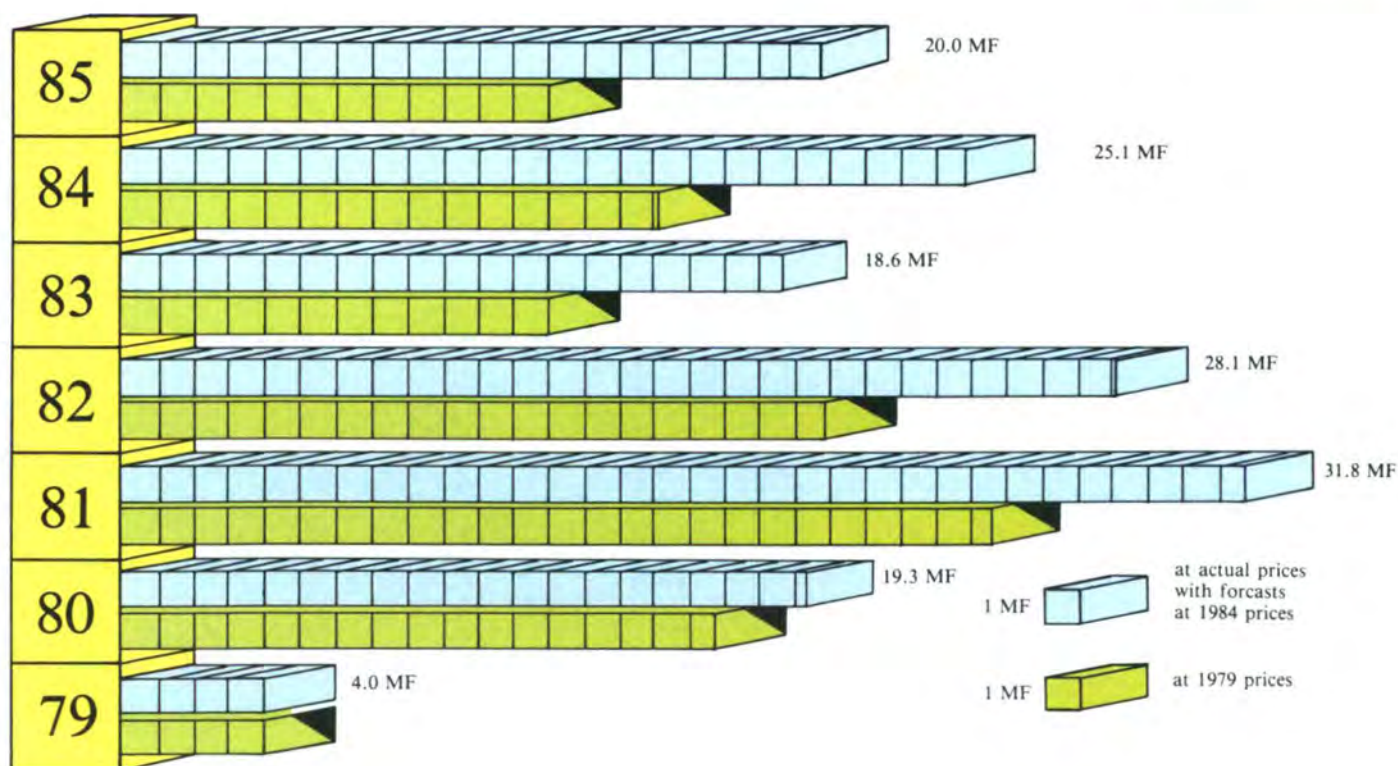 85
20.0 MF
84
25.1 MF
83
18.6 MF
82
28.1 MF
81
31.8 MF
80
19.3 MF
79
4.0 MF
1 MF
at actual prices
with forcasts
at 1984 prices
1 MF
at 1979 prices